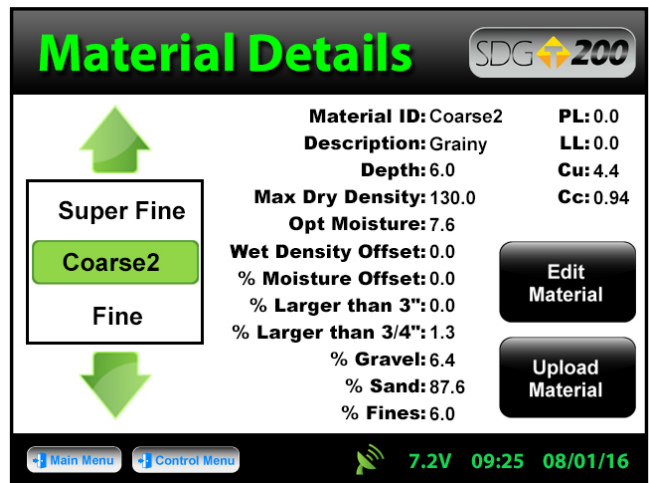 Material Details
SDG 200
Super Fine
Coarse2
Fine
Material ID: Coarse2
Description: Grainy
Depth: 6.0
Max Dry Density: 130.0
Opt Moisture: 7.6
Wet Density Offset: 0.0
% Moisture Offset: 0.0
% Larger than 3": 0.0
% Larger than 3/4": 1.3
% Gravel: 6.4
% Sand: 87.6
% Fines: 6.0
PL: 0.0
LL: 0.0
Cu: 4.4
Cc: 0.94
Edit
Material
Upload
Material
Main Menu
Control Menu
7.2V 09:25 08/01/16